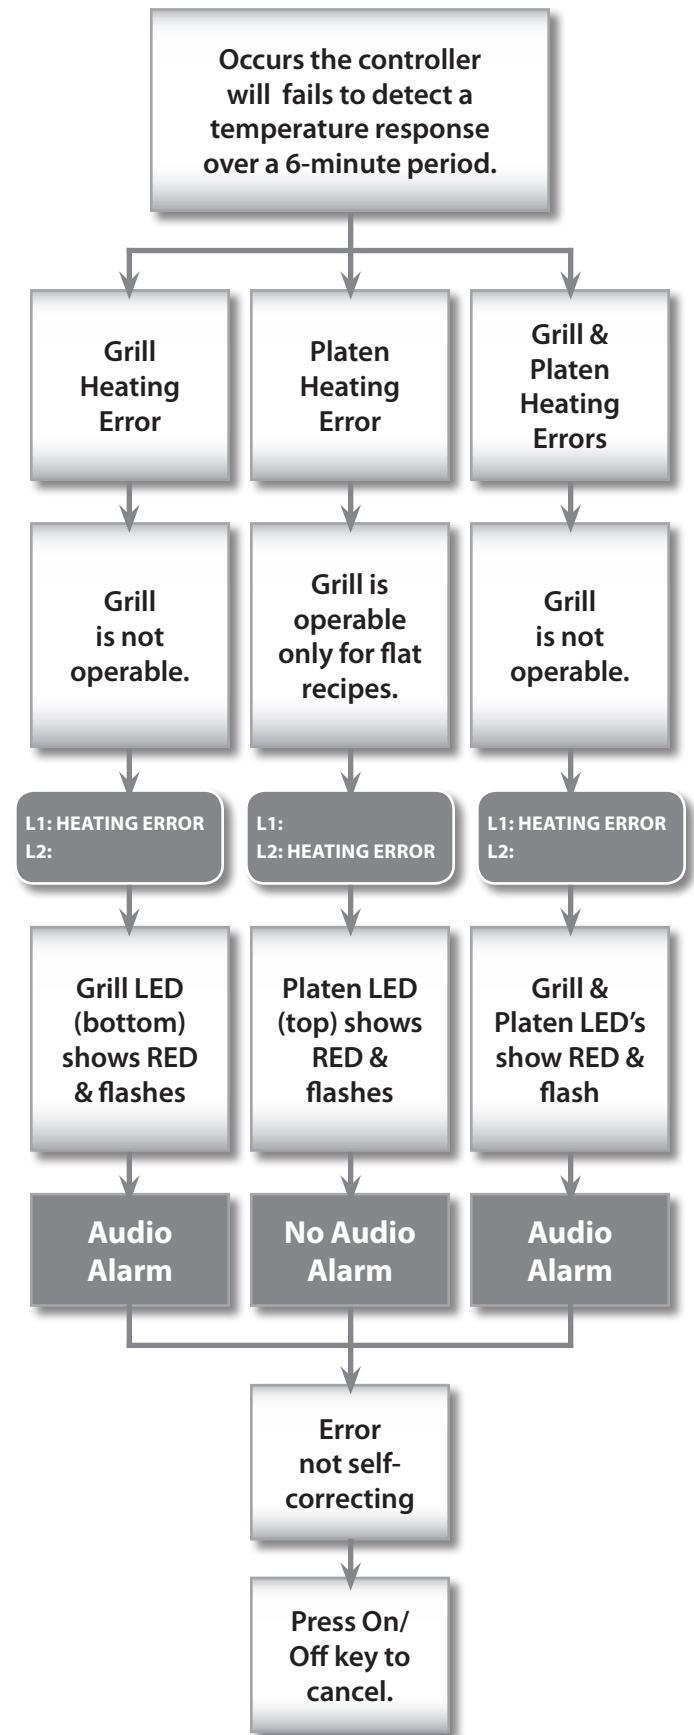 Occurs the controller
will fails to detect a
temperature response
over a 6-minute period.
Grill
Heating
Error
Platen
Heating
Error
Grill &
Platen
Heating
Errors
Grill
is not
operable.
Grill is
operable
only for flat
recipes.
Grill
is not
operable.
L1: HEATING ERROR
L2:
L1:
L2: HEATING ERROR
L1: HEATING ERROR
L2:
Grill LED
(bottom)
shows RED
& flashes
Platen LED
(top) shows
RED &
flashes
Grill &
Platen LED’s
show RED &
flash
Audio
Alarm
No Audio
Alarm
Audio
Alarm
Error
not self-
correcting
Press On/
Off key to
cancel.